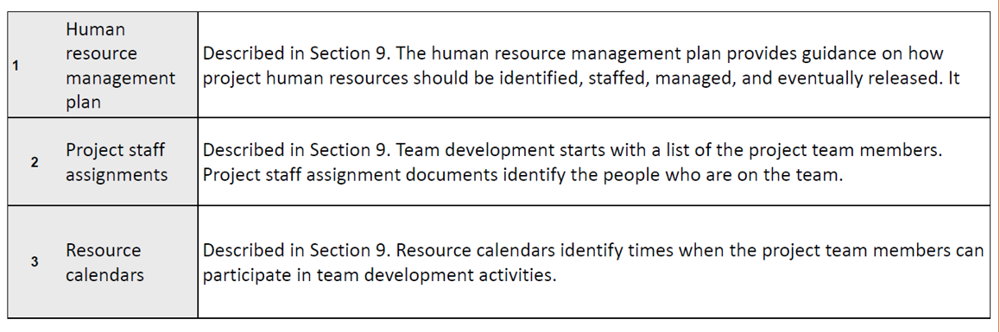 1
Human
resource
management
plan
Described in Section 9. The human resource management plan provides guidance on how
project human resources should be identified, staffed, managed, and eventually released. It
2
Project staff
assignments
Described in Section 9. Team development starts with a list of the project team members.
Project staff assignment documents identify the people who are on the team.
3
Resource
calendars
Described in Section 9. Resource calendars identify times when the project team members can
participate in team development activities.